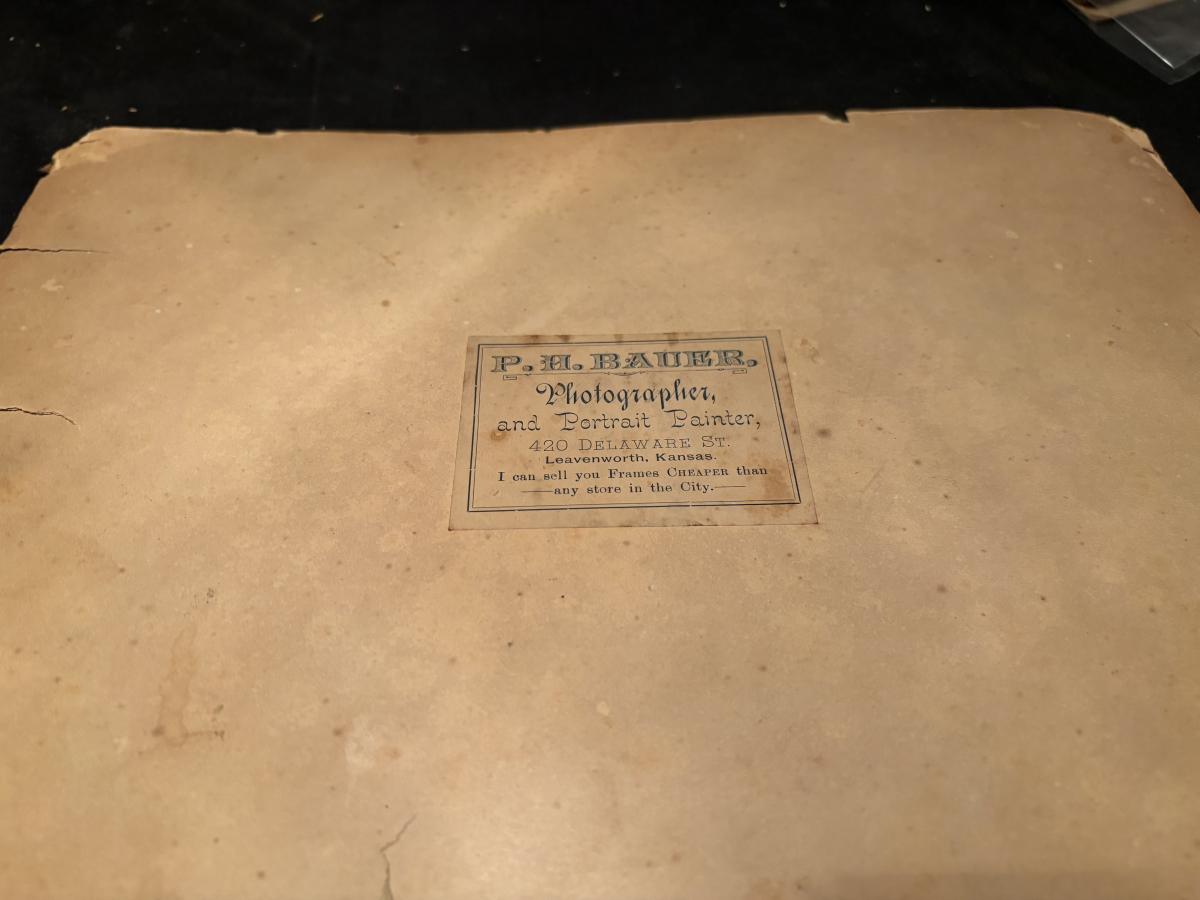 P. H. BAUER,
Photographer,
and Portrait Painter,
420 DELAWARE ST.
Leavenworth, Kansas.
I can sell you Frames CHEAPER than
any store in the City.